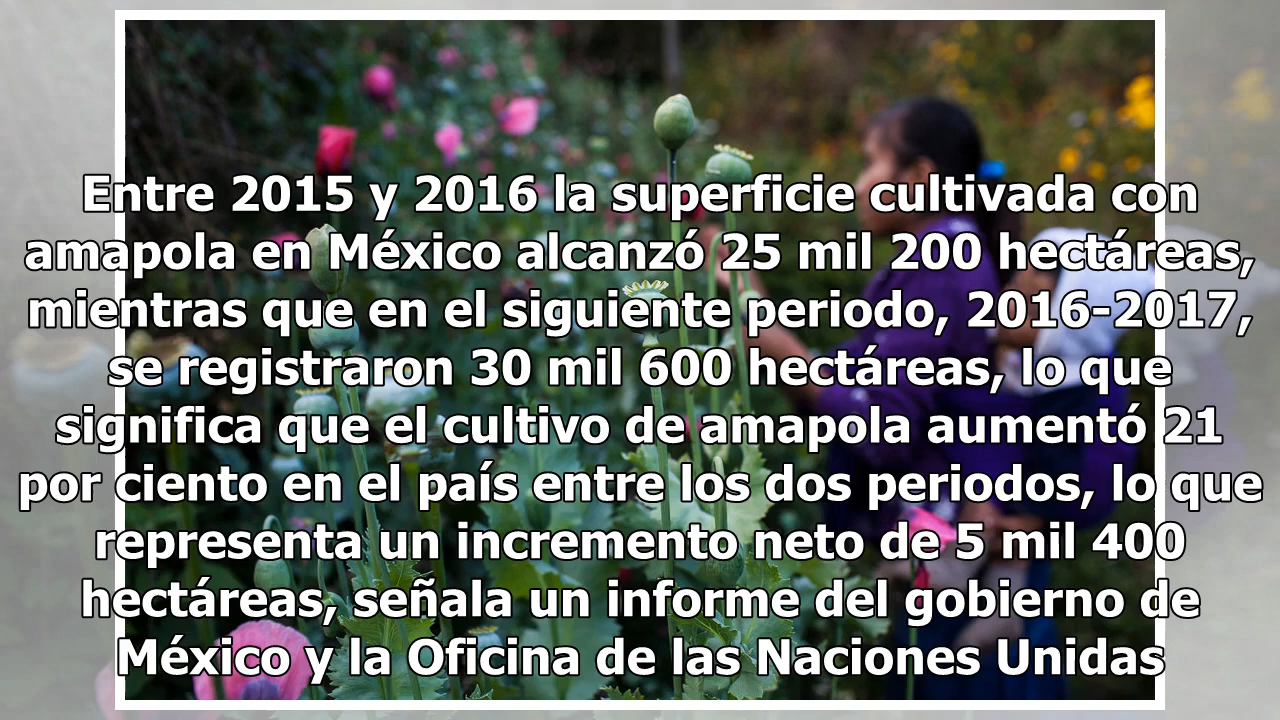 Entre 2015 y 2016 la superficie cultivada con
amapola en México alcanzó 25 mil 200 hectáreas,
mientras que en el siguiente periodo, 2016-2017,
se registraron 30 mil 600 hectáreas, lo que
significa que el cultivo de amapola aumentó 21
por ciento en el país entre los dos periodos, lo que
representa un incremento neto de 5 mil 400
hectáreas, señala un informe del gobierno de
México y la Oficina de las Naciones Unidas